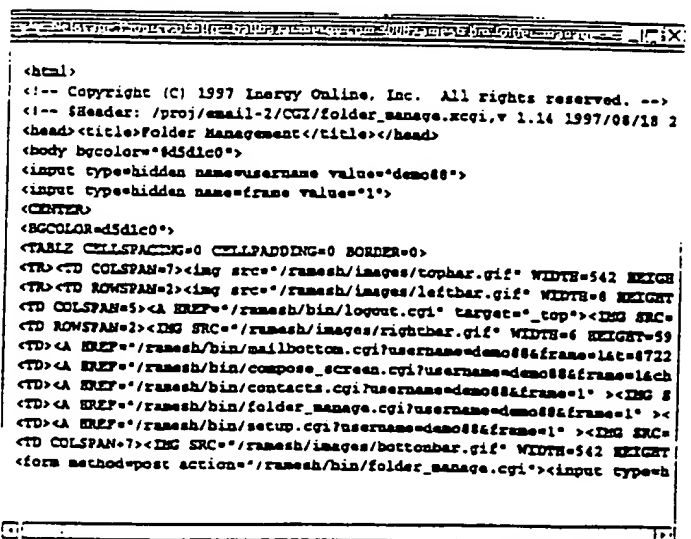 <html>
<!-- Copyright (C) 1997 Inergy Online, Inc. All rights reserved. -->
<!-- $Header: /proj/email-2/CGI/folder_manage.xcgi,v 1.14 1997/08/18 2
<head><title>Folder Management</title></head>
<body bgcolor="#d5d1c0">
<input type=hidden name=username value="demo88">
<input type=hidden name=frame value="1">
<CENTER>
<BGCOLOR=d5d1c0">
<TABLE CELLSPACING=0 CELLPADDING=0 BORDER=0>
<TR><TD COLSPAN=7><img src="/ramesh/images/topbar.gif" WIDTH=542 HEIGH
<TR><TD ROWSPAN=2><img src="/ramesh/images/leftbar.gif" WIDTH=8 HEIGHT
<TD COLSPAN=5><A HREF="/ramesh/bin/logout.cgi" target="_top"><IMG SRC=
<TD ROWSPAN=2><IMG SRC="/ramesh/images/rightbar.gif" WIDTH=6 HEIGHT=59
<TD><A HREF="/ramesh/bin/mailbottom.cgi?username=demo88&frame=1&t=8722
<TD><A HREF="/ramesh/bin/compose_screen.cgi?username=demo88&frame=1&ch
<TD><A HREF="/ramesh/bin/contacts.cgi?username=demo88&frame=1" ><IMG S
<TD><A HREF="/ramesh/bin/folder_manage.cgi?username=demo88&frame=1" ><
<TD><A HREF="/ramesh/bin/setup.cgi?username=demo88&frame=1" ><IMG SRC=
<TD COLSPAN=7><IMG SRC="/ramesh/images/bottombar.gif" WIDTH=542 HEIGHT
<form method=post action="/ramesh/bin/folder_manage.cgi"><input type=h